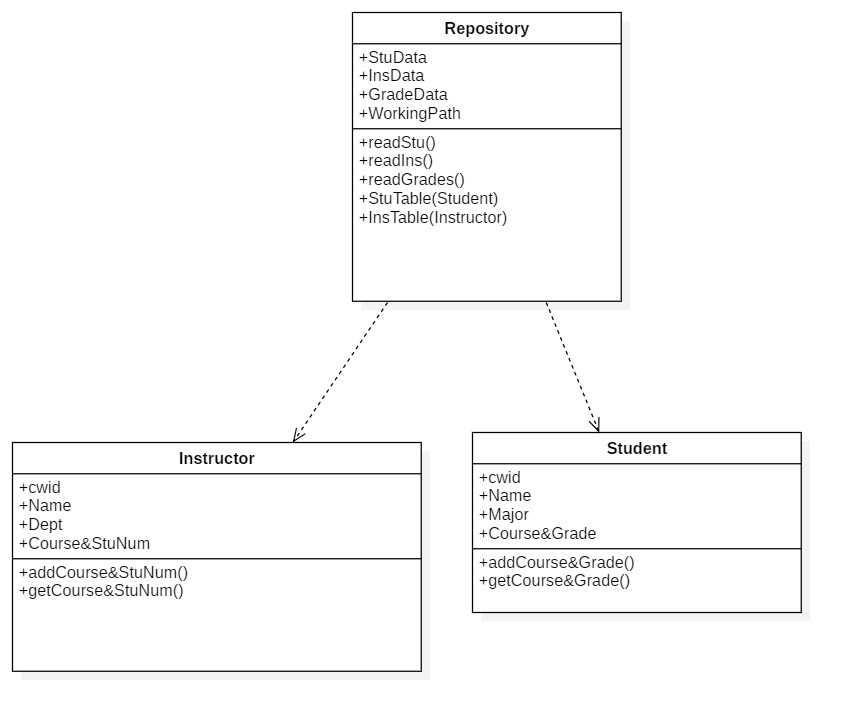 Repository
+StuData
+InsData
+GradeData
+WorkingPath
+readStu()
+readIns()
+readGrades()
+StuTable(Student)
+InsTable(Instructor)
Instructor
+cwid
+Name
+Dept
+Course&StuNum
+addCourse&StuNum()
+getCourse&StuNum()
Student
+cwid
+Name
+Major
+Course&Grade
+addCourse&Grade()
+getCourse&Grade()